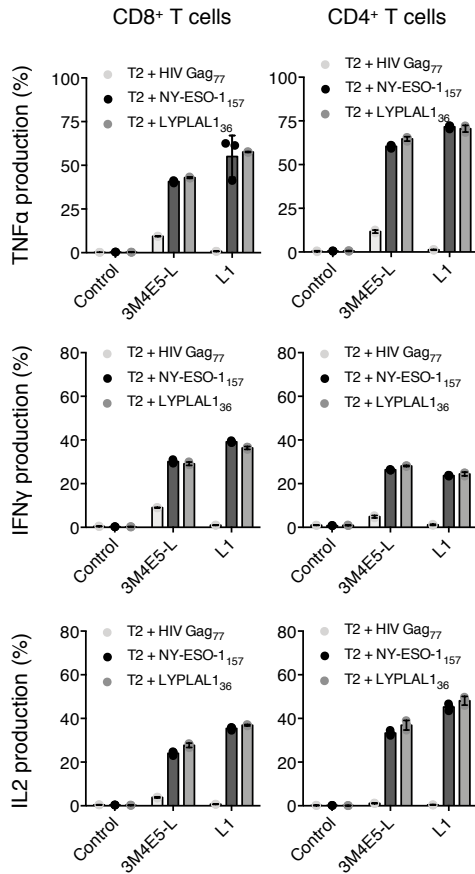 CD8⁺ T cells
CD4⁺ T cells
TNFα production (%)
100
75
50
25
0
T2 + HIV Gag₇₇
T2 + NY-ESO-1₁₅₇
T2 + LYPLAL1₃₆
Control
3M4E5-L
L1
100
75
50
25
0
T2 + HIV Gag₇₇
T2 + NY-ESO-1₁₅₇
T2 + LYPLAL1₃₆
Control
3M4E5-L
L1
IFNγ production (%)
80
60
40
20
0
T2 + HIV Gag₇₇
T2 + NY-ESO-1₁₅₇
T2 + LYPLAL1₃₆
Control
3M4E5-L
L1
80
60
40
20
0
T2 + HIV Gag₇₇
T2 + NY-ESO-1₁₅₇
T2 + LYPLAL1₃₆
Control
3M4E5-L
L1
IL2 production (%)
80
60
40
20
0
T2 + HIV Gag₇₇
T2 + NY-ESO-1₁₅₇
T2 + LYPLAL1₃₆
Control
3M4E5-L
L1
80
60
40
20
0
T2 + HIV Gag₇₇
T2 + NY-ESO-1₁₅₇
T2 + LYPLAL1₃₆
Control
3M4E5-L
L1